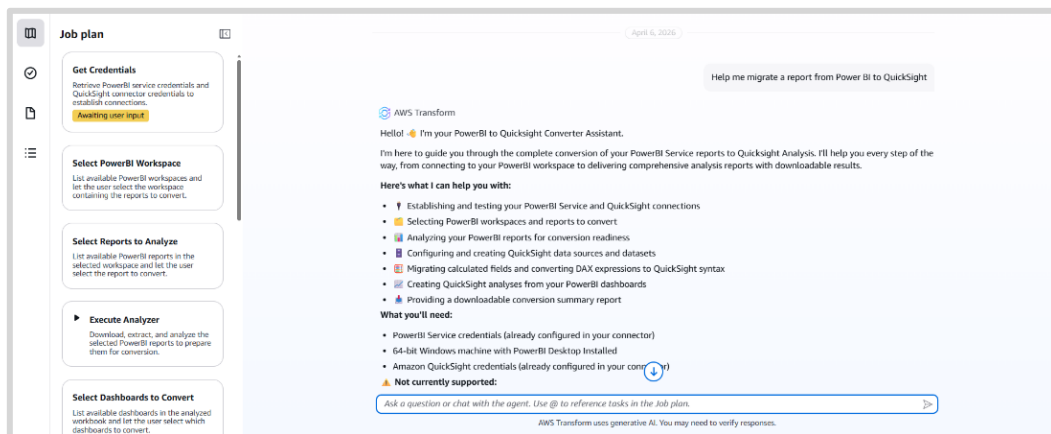 Job plan
Get Credentials
Retrieve PowerBI service credentials and
QuickSight connector credentials to
establish connections.
Awaiting user input
Select PowerBI Workspace
List available PowerBI workspaces and
let the user select the workspace
containing the reports to convert.
Select Reports to Analyze
List available PowerBI reports in the
selected workspace and let the user
select the report to convert.
Execute Analyzer
Download, extract, and analyze the
selected PowerBI reports to prepare
them for conversion.
Select Dashboards to Convert
List available dashboards in the analyzed
workbook and let the user select which
dashboards to convert.
April 6, 2026
Help me migrate a report from Power BI to QuickSight
AWS Transform
Hello! 👋 I'm your PowerBI to Quicksight Converter Assistant.
I'm here to guide you through the complete conversion of your PowerBI Service reports to Quicksight Analysis. I'll help you every step of the
way, from connecting to your PowerBI workspace to delivering comprehensive analysis reports with downloadable results.
Here's what I can help you with:
• Establishing and testing your PowerBI Service and QuickSight connections
• Selecting PowerBI workspaces and reports to convert
• Analyzing your PowerBI reports for conversion readiness
• Configuring and creating QuickSight data sources and datasets
• Migrating calculated fields and converting DAX expressions to QuickSight syntax
• Creating QuickSight analyses from your PowerBI dashboards
• Providing a downloadable conversion summary report
What you'll need:
• PowerBI Service credentials (already configured in your connector)
• 64-bit Windows machine with PowerBI Desktop Installed
• Amazon QuickSight credentials (already configured in your
⚠ Not currently supported:
Ask a question or chat with the agent. Use @ to reference tasks in the Job plan.
AWS Transform uses generative AI. You may need to verify responses.